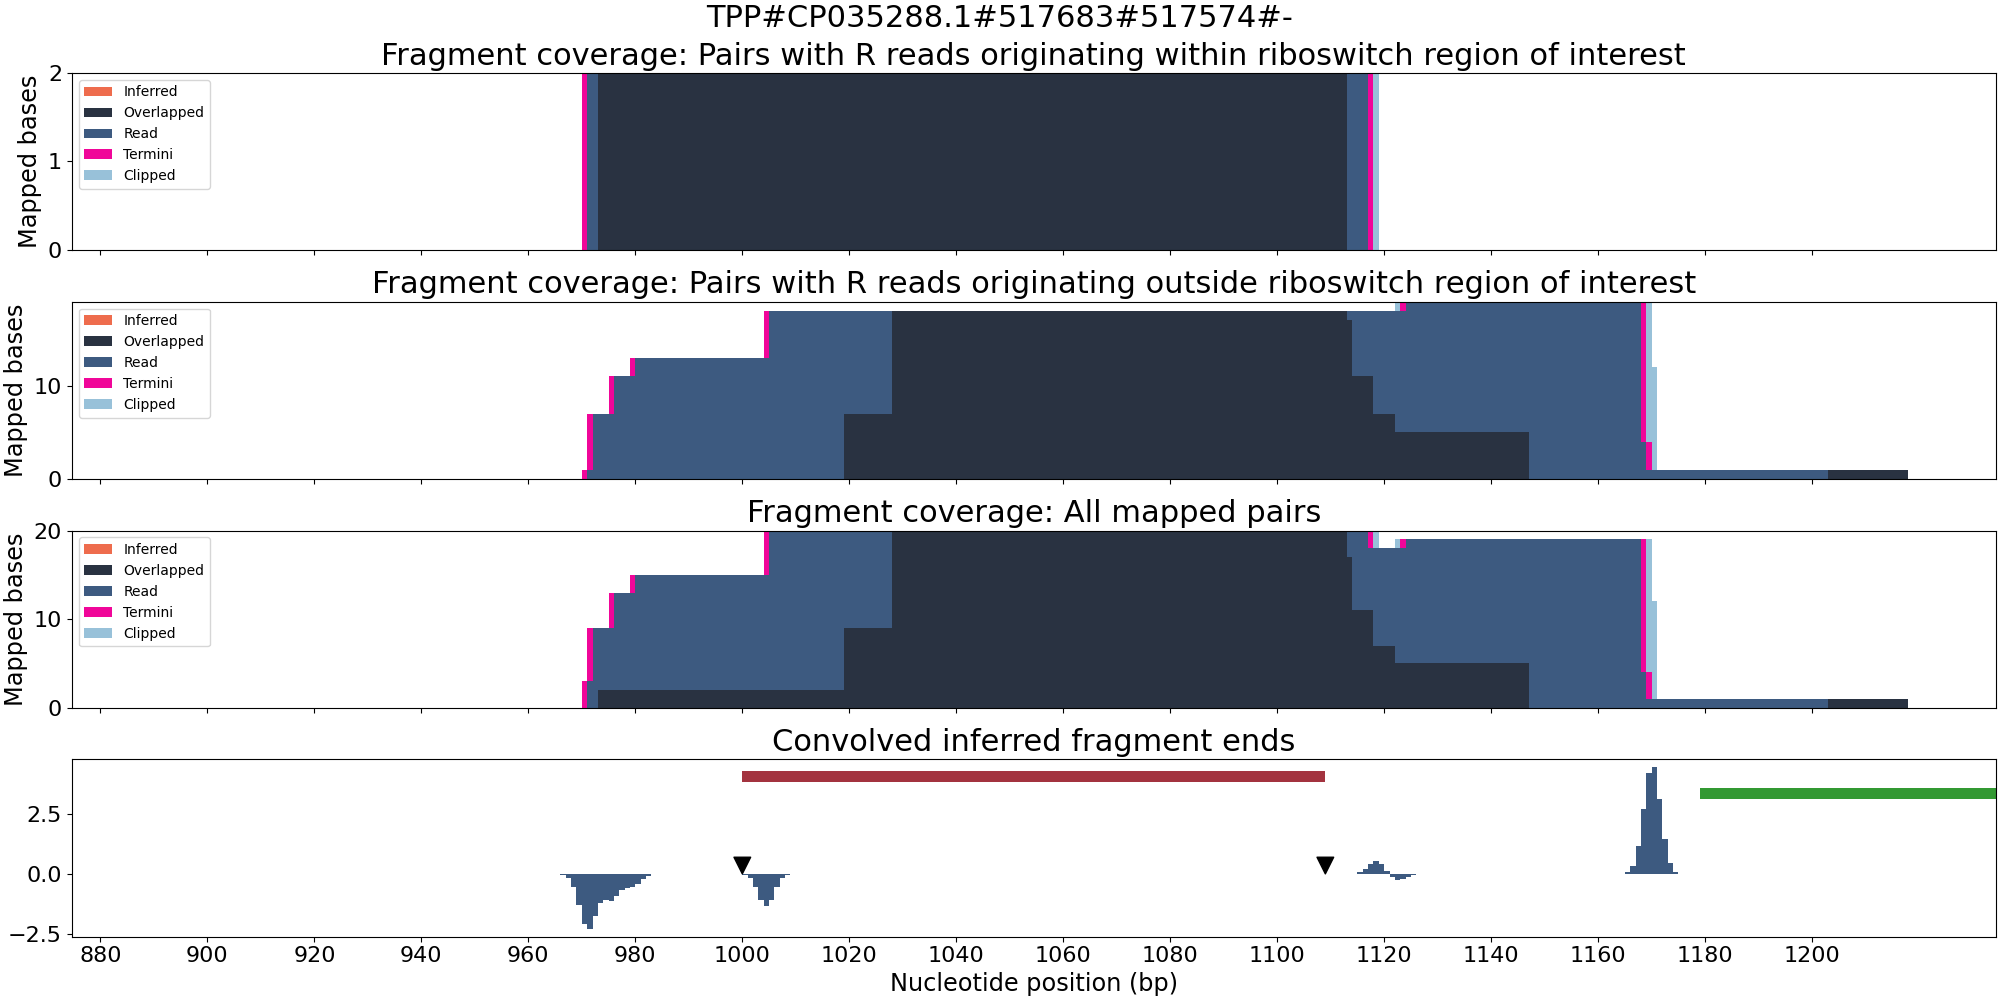 TPP#CP035288.1#517683#517574#-
Fragment coverage: Pairs with R reads originating within riboswitch region of interest
Mapped bases
2
1
0
Inferred
Overlapped
Read
Termini
Clipped
Fragment coverage: Pairs with R reads originating outside riboswitch region of interest
Mapped bases
10
0
Inferred
Overlapped
Read
Termini
Clipped
Fragment coverage: All mapped pairs
Mapped bases
20
10
0
Inferred
Overlapped
Read
Termini
Clipped
Convolved inferred fragment ends
2.5
0.0
−2.5
880 900 920 940 960 980 1000 1020 1040 1060 1080 1100 1120 1140 1160 1180 1200
Nucleotide position (bp)